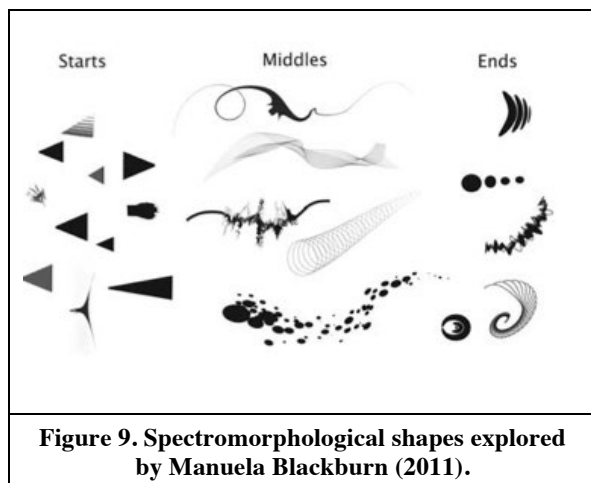 Starts Middles Ends
Figure 9. Spectromorphological shapes explored
by Manuela Blackburn (2011).